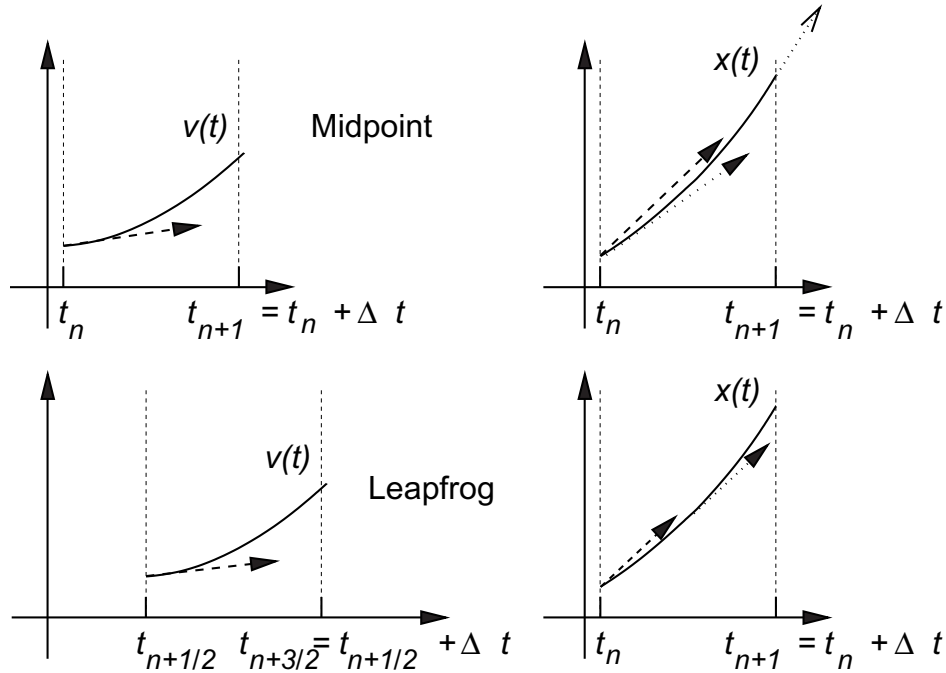 x(t)
v(t)
Midpoint
t_n
t_{n+1} = t_n + Δ t
t_n
t_{n+1} = t_n + Δ t
x(t)
v(t)
Leapfrog
t_{n+1/2}
t_{n+3/2} = t_{n+1/2} + Δ t
t_n
t_{n+1} = t_n + Δ t